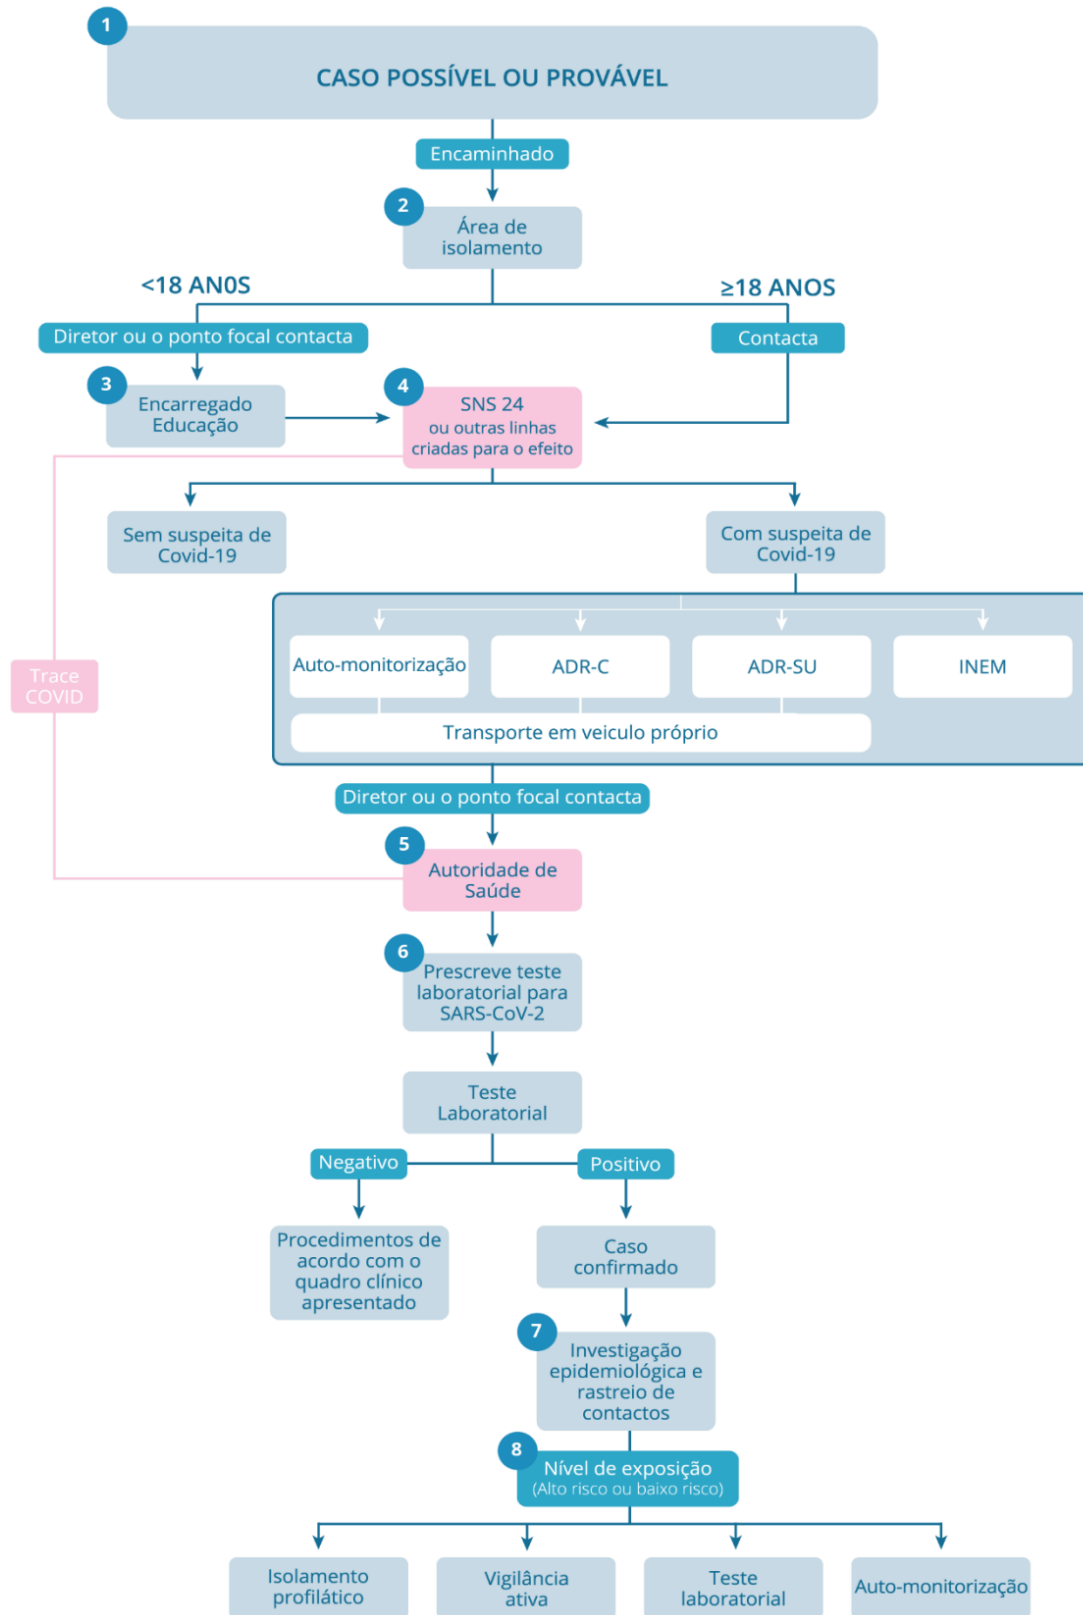 1
CASO POSSÍVEL OU PROVÁVEL
Encaminhado
2
Área de
isolamento
<18 AN0S
≥18 ANOS
Diretor ou o ponto focal contacta
Contacta
3
Encarregado
Educação
4
SNS 24
ou outras linhas
criadas para o efeito
Sem suspeita de
Covid-19
Com suspeita de
Covid-19
Trace
COVID
Auto-monitorização
ADR-C
ADR-SU
INEM
Transporte em veiculo próprio
Diretor ou o ponto focal contacta
5
Autoridade de
Saúde
6
Prescreve teste
laboratorial para
SARS-CoV-2
Teste
Laboratorial
Negativo
Positivo
Procedimentos de
acordo com o
quadro clínico
apresentado
Caso
confirmado
7
Investigação
epidemiológica e
rastreio de
contactos
8
Nível de exposição
(Alto risco ou baixo risco)
Isolamento
profilático
Vigilância
ativa
Teste
laboratorial
Auto-monitorização